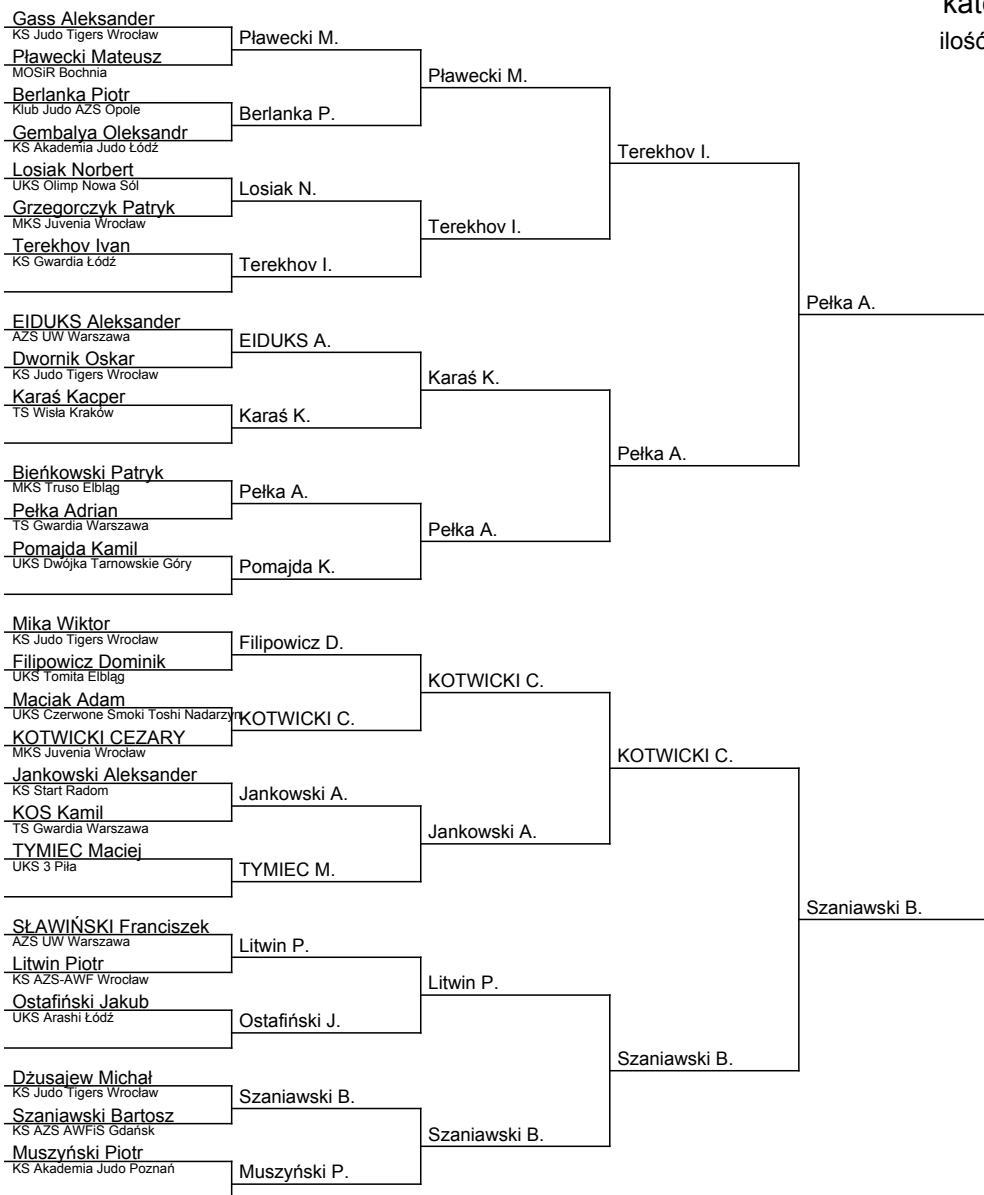 kat
ilość
Gass Aleksander
KS Judo Tigers Wrocław
Pławecki Mateusz
MOSiR Bochnia
Berlanka Piotr
Klub Judo AZS Opole
Gembalya Oleksandr
KS Akademia Judo Łódź
Losiak Norbert
UKS Olimp Nowa Sól
Grzegorczyk Patryk
MKS Juvenia Wrocław
Terekhov Ivan
KS Gwardia Łódź
EIDUKS Aleksander
AZS UW Warszawa
Dwornik Oskar
KS Judo Tigers Wrocław
Karaś Kacper
TS Wisła Kraków
Bieńkowski Patryk
MKS Truso Elbląg
Pełka Adrian
TS Gwardia Warszawa
Pomajda Kamil
UKS Dwójka Tarnowskie Góry
Mika Wiktor
KS Judo Tigers Wrocław
Filipowicz Dominik
UKS Tomita Elbląg
Maciak Adam
UKS Czerwone Smoki Toshi Nadarzyn
KOTWICKI CEZARY
MKS Juvenia Wrocław
Jankowski Aleksander
KS Start Radom
KOS Kamil
TS Gwardia Warszawa
TYMIEC Maciej
UKS 3 Piła
SŁAWIŃSKI Franciszek
AZS UW Warszawa
Litwin Piotr
KS AZS-AWF Wrocław
Ostafiński Jakub
UKS Arashi Łódź
Dżusajew Michał
KS Judo Tigers Wrocław
Szaniawski Bartosz
KS AZS AWFiS Gdańsk
Muszyński Piotr
KS Akademia Judo Poznań
Pławecki M.
Berlanka P.
Losiak N.
Terekhov I.
EIDUKS A.
Karaś K.
Pełka A.
Pomajda K.
Filipowicz D.
KOTWICKI C.
Jankowski A.
TYMIEC M.
Litwin P.
Ostafiński J.
Szaniawski B.
Muszyński P.
Pławecki M.
Terekhov I.
Karaś K.
Pełka A.
KOTWICKI C.
Jankowski A.
Litwin P.
Szaniawski B.
Terekhov I.
Pełka A.
KOTWICKI C.
Szaniawski B.
Pełka A.
Szaniawski B.